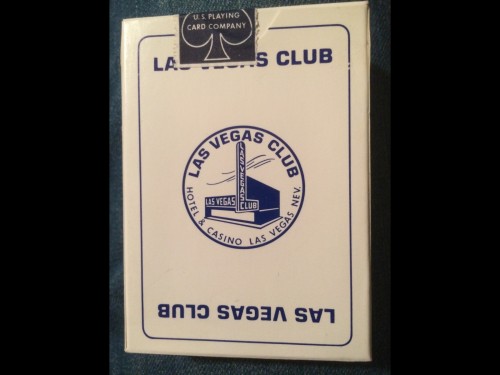 U.S. PLAYING
CARD COMPANY
LAS VEGAS CLUB
LAS VEGAS CLUB
LAS VEGAS CLUB
LAS VEGAS
CLUB
HOTEL & CASINO LAS VEGAS NEV.
LAS VEGAS CLUB